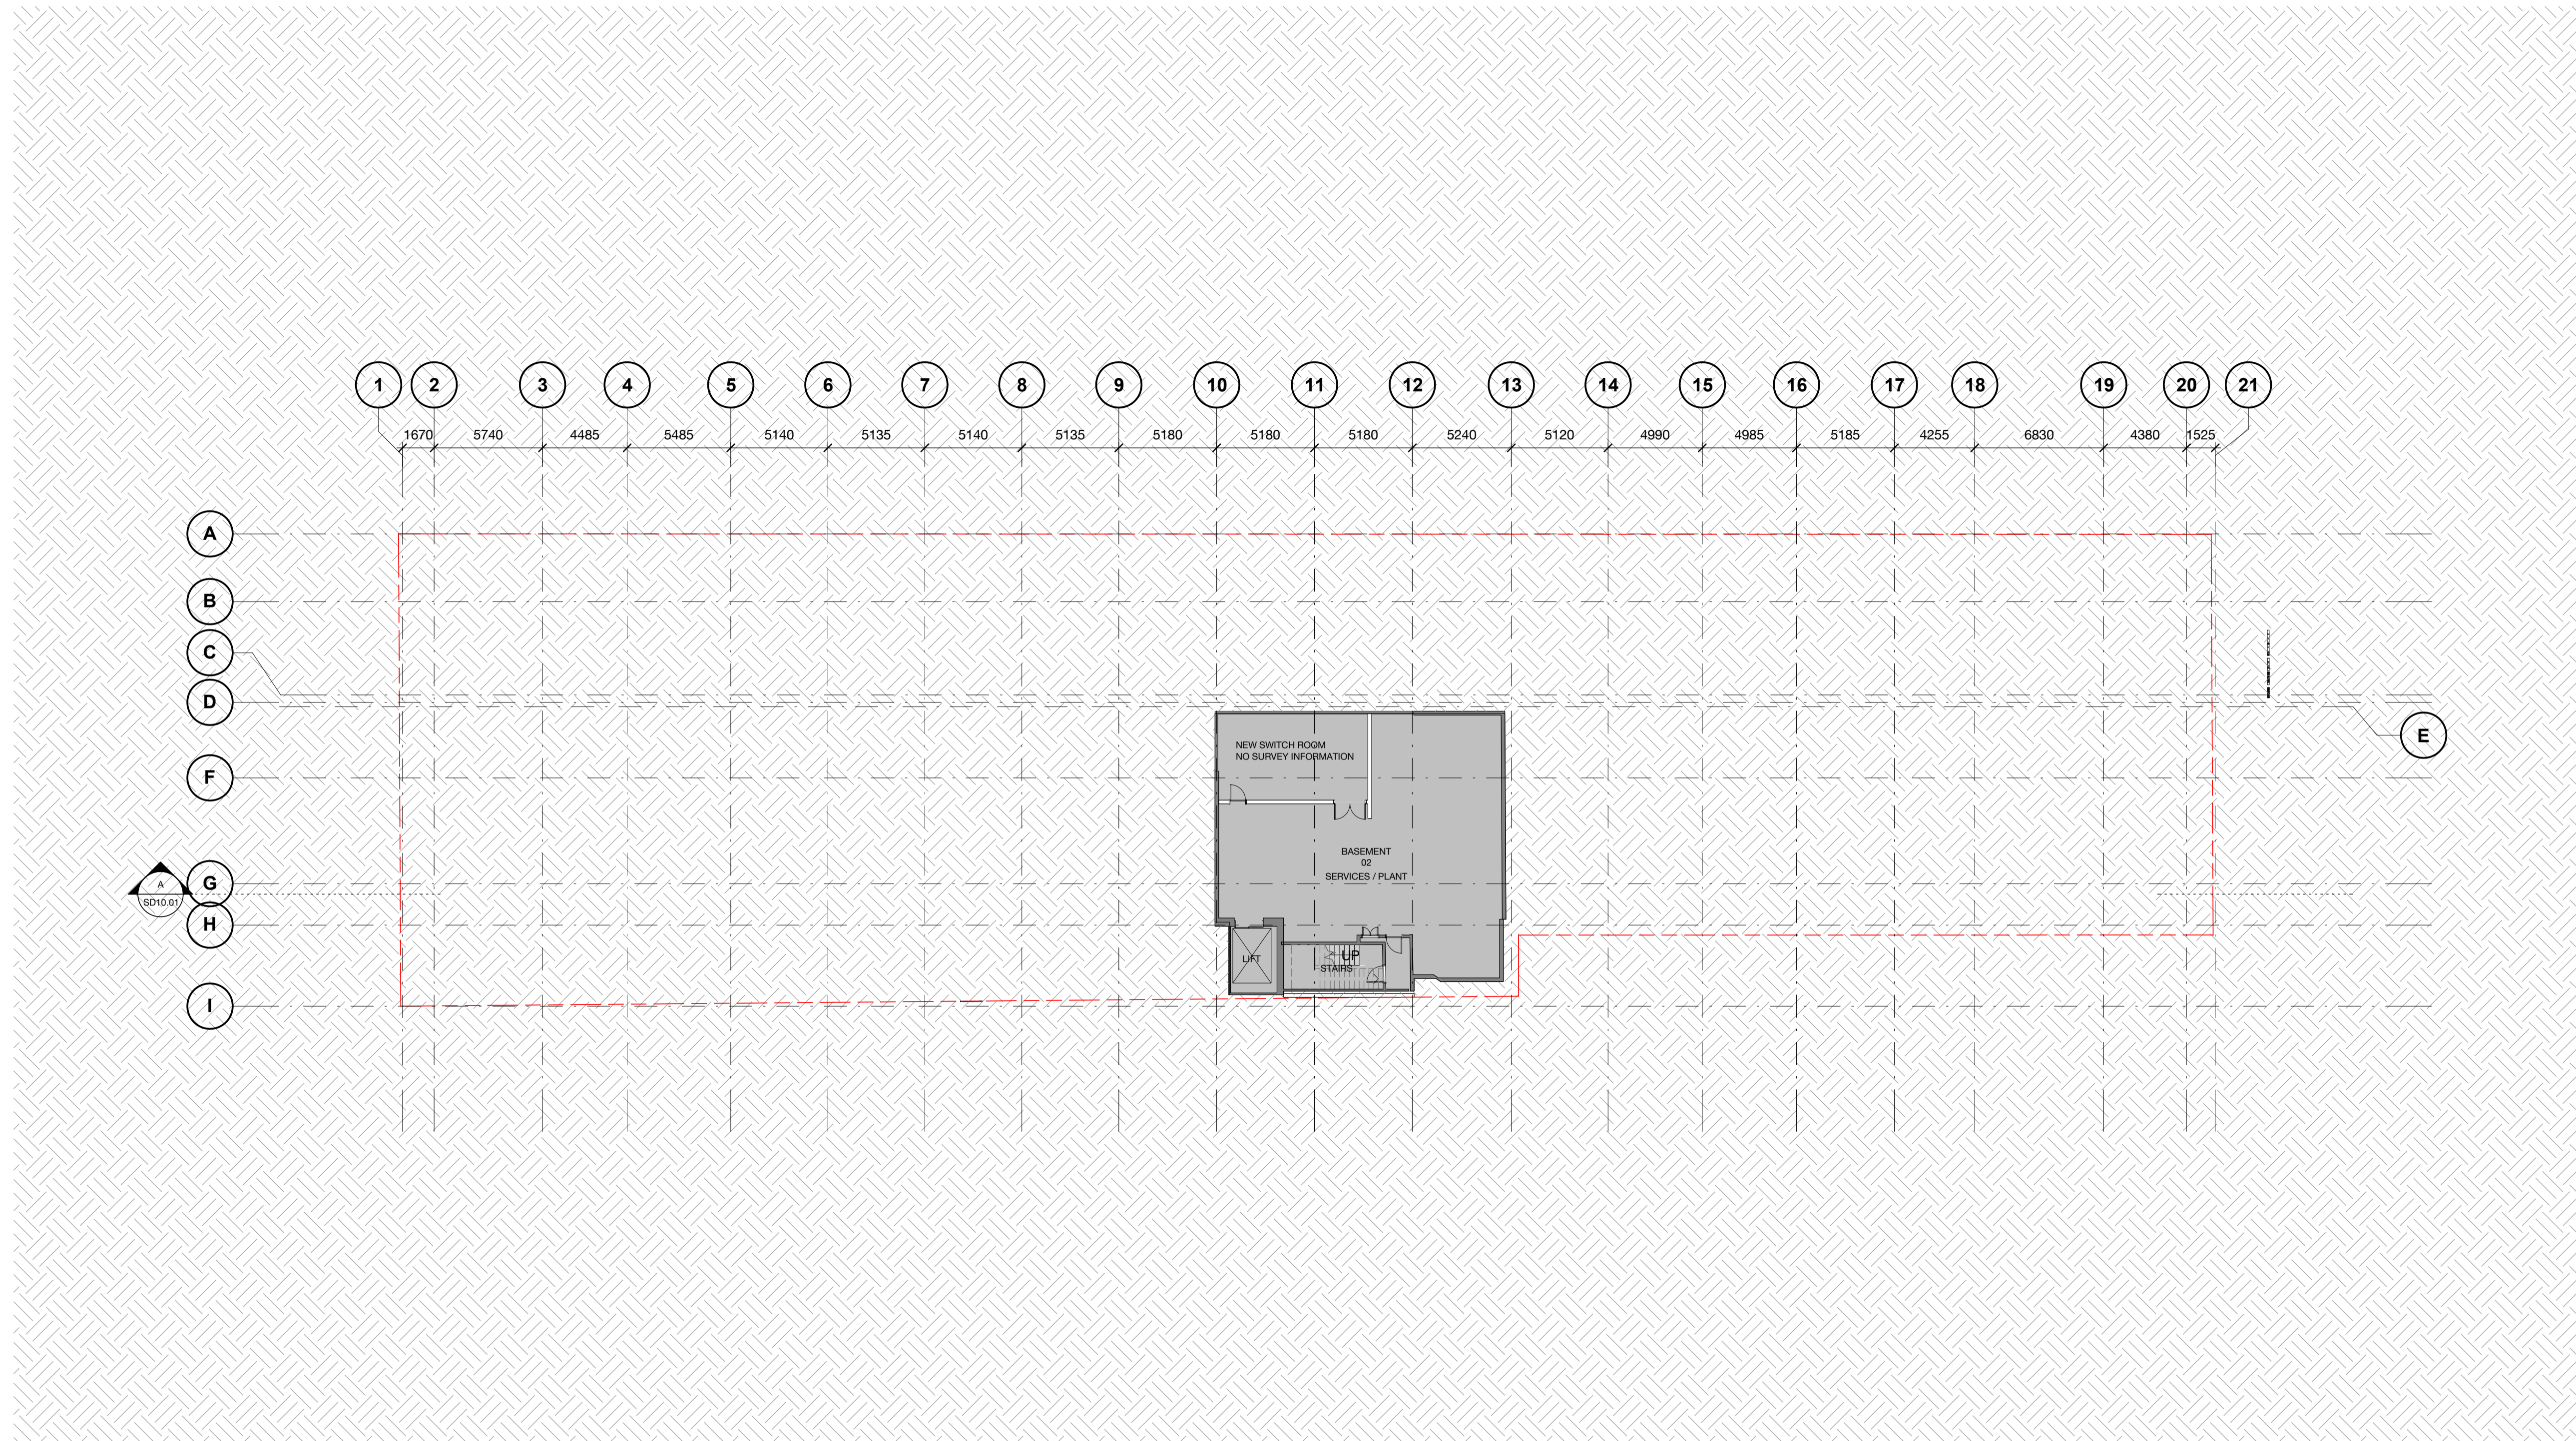 1 2 3 4 5 6 7 8 9 10 11 12 13 14 15 16 17 18 19 20 21
1670 5740 4485 5485 5140 5135 5140 5135 5180 5180 5180 5240 5120 4990 4985 5185 4255 6830 4380 1525
A
B
C
D
E
F
NEW SWITCH ROOM
NO SURVEY INFORMATION
BASEMENT
02
SERVICES / PLANT
G
A
SD10.01
H
LIFT
UP
STAIRS
I